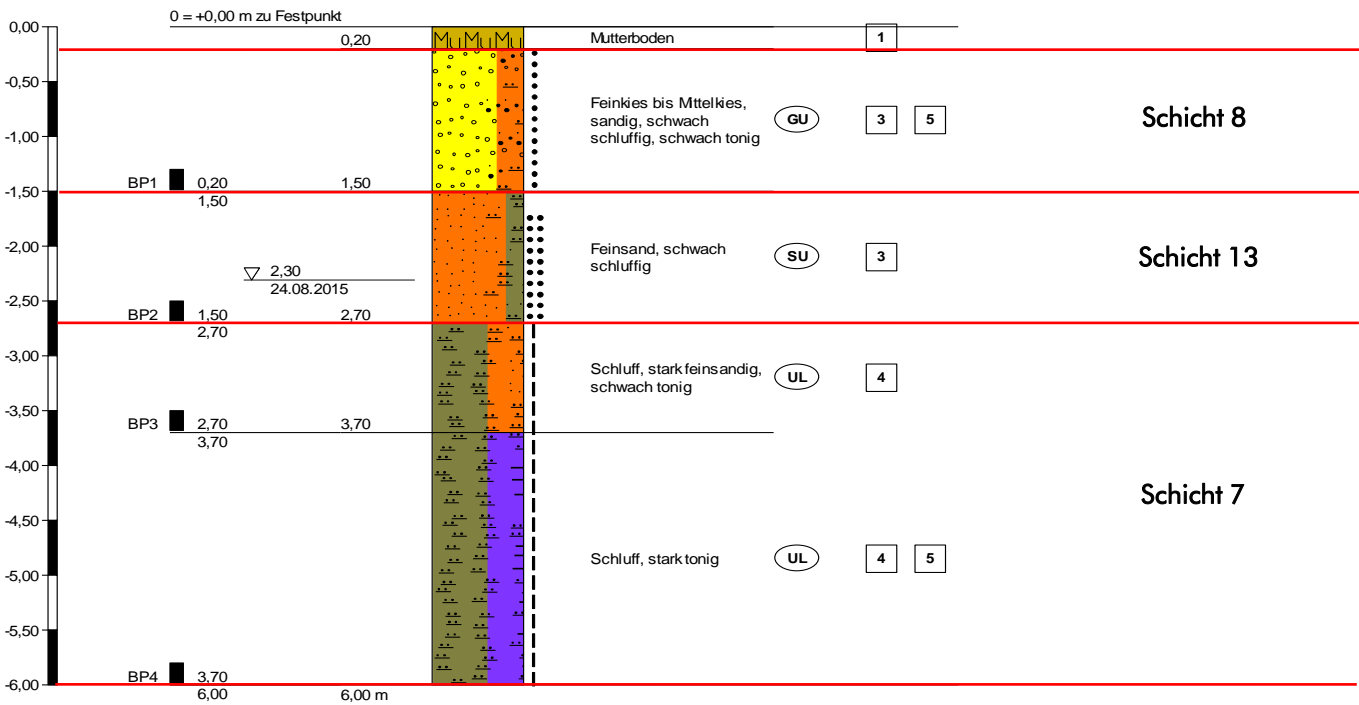 0 = +0,00 m zu Festpunkt
0,00
0,20 Mutterboden 1
Mu Mu Mu
-0,50
Feinkies bis Mttelkies,
sandig, schwach
schluffig, schwach tonig
GU 3 5 Schicht 8
-1,00
BP1 0,20 1,50
-1,50
1,50
-2,00
Feinsand, schwach
schluffig
SU 3 Schicht 13
2,30
24.08.2015
-2,50
BP2 1,50 2,70
2,70
-3,00
Schluff, stark feinsandig,
schwach tonig
UL 4
-3,50
BP3 2,70 3,70
3,70
-4,00
-4,50
Schicht 7
-5,00
Schluff, stark tonig UL 4 5
-5,50
BP4 3,70
-6,00
6,00 6,00 m